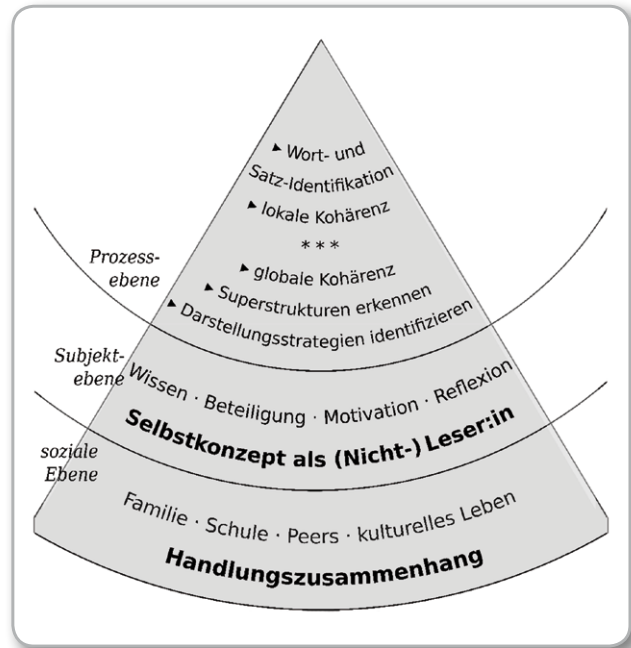 ▸ Wort- und
Satz-Identifikation
▸ lokale Kohärenz
***
▸ globale Kohärenz
▸ Superstrukturen erkennen
▸ Darstellungsstrategien identifizieren
Prozess-
ebene
Wissen · Beteiligung · Motivation · Reflexion
Selbstkonzept als (Nicht-) Leser:in
Subjekt-
ebene
Familie · Schule · Peers · kulturelles Leben
Handlungszusammenhang
soziale
Ebene